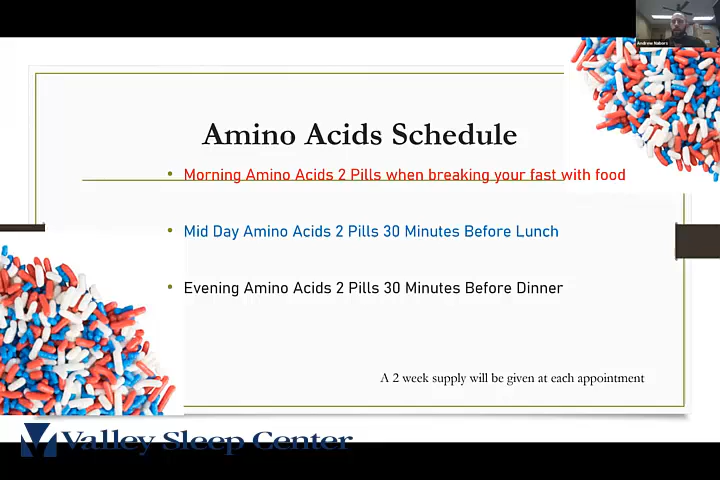 Andrew Nabors
Amino Acids Schedule
• Morning Amino Acids 2 Pills when breaking your fast with food
• Mid Day Amino Acids 2 Pills 30 Minutes Before Lunch
• Evening Amino Acids 2 Pills 30 Minutes Before Dinner
A 2 week supply will be given at each appointment
Valley Sleep Center